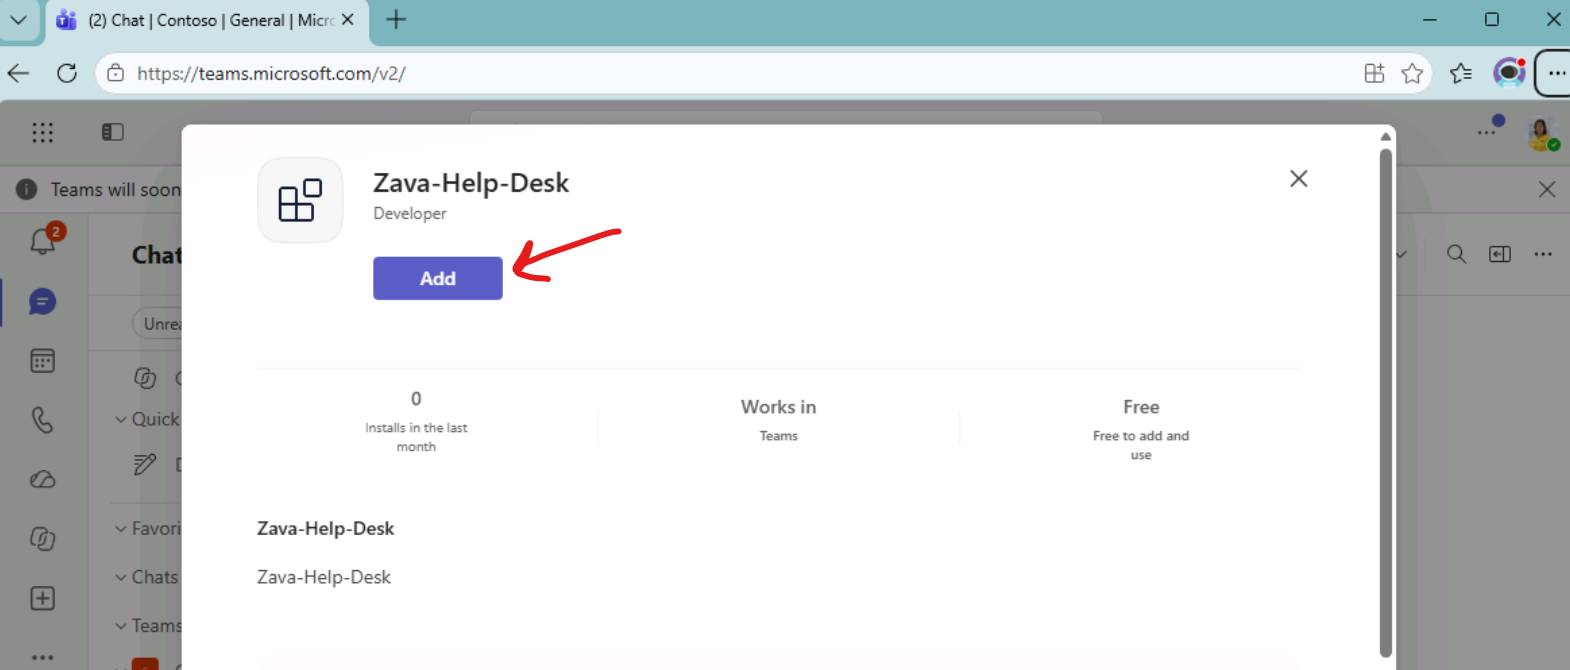 (2) Chat | Contoso | General | Micr
https://teams.microsoft.com/v2/
Zava-Help-Desk
Developer
Add
Teams will soon
2
Chat
Unrea
Quick
Favori
Chats
Teams
0
Installs in the last
month
Works in
Teams
Free
Free to add and
use
Zava-Help-Desk
Zava-Help-Desk